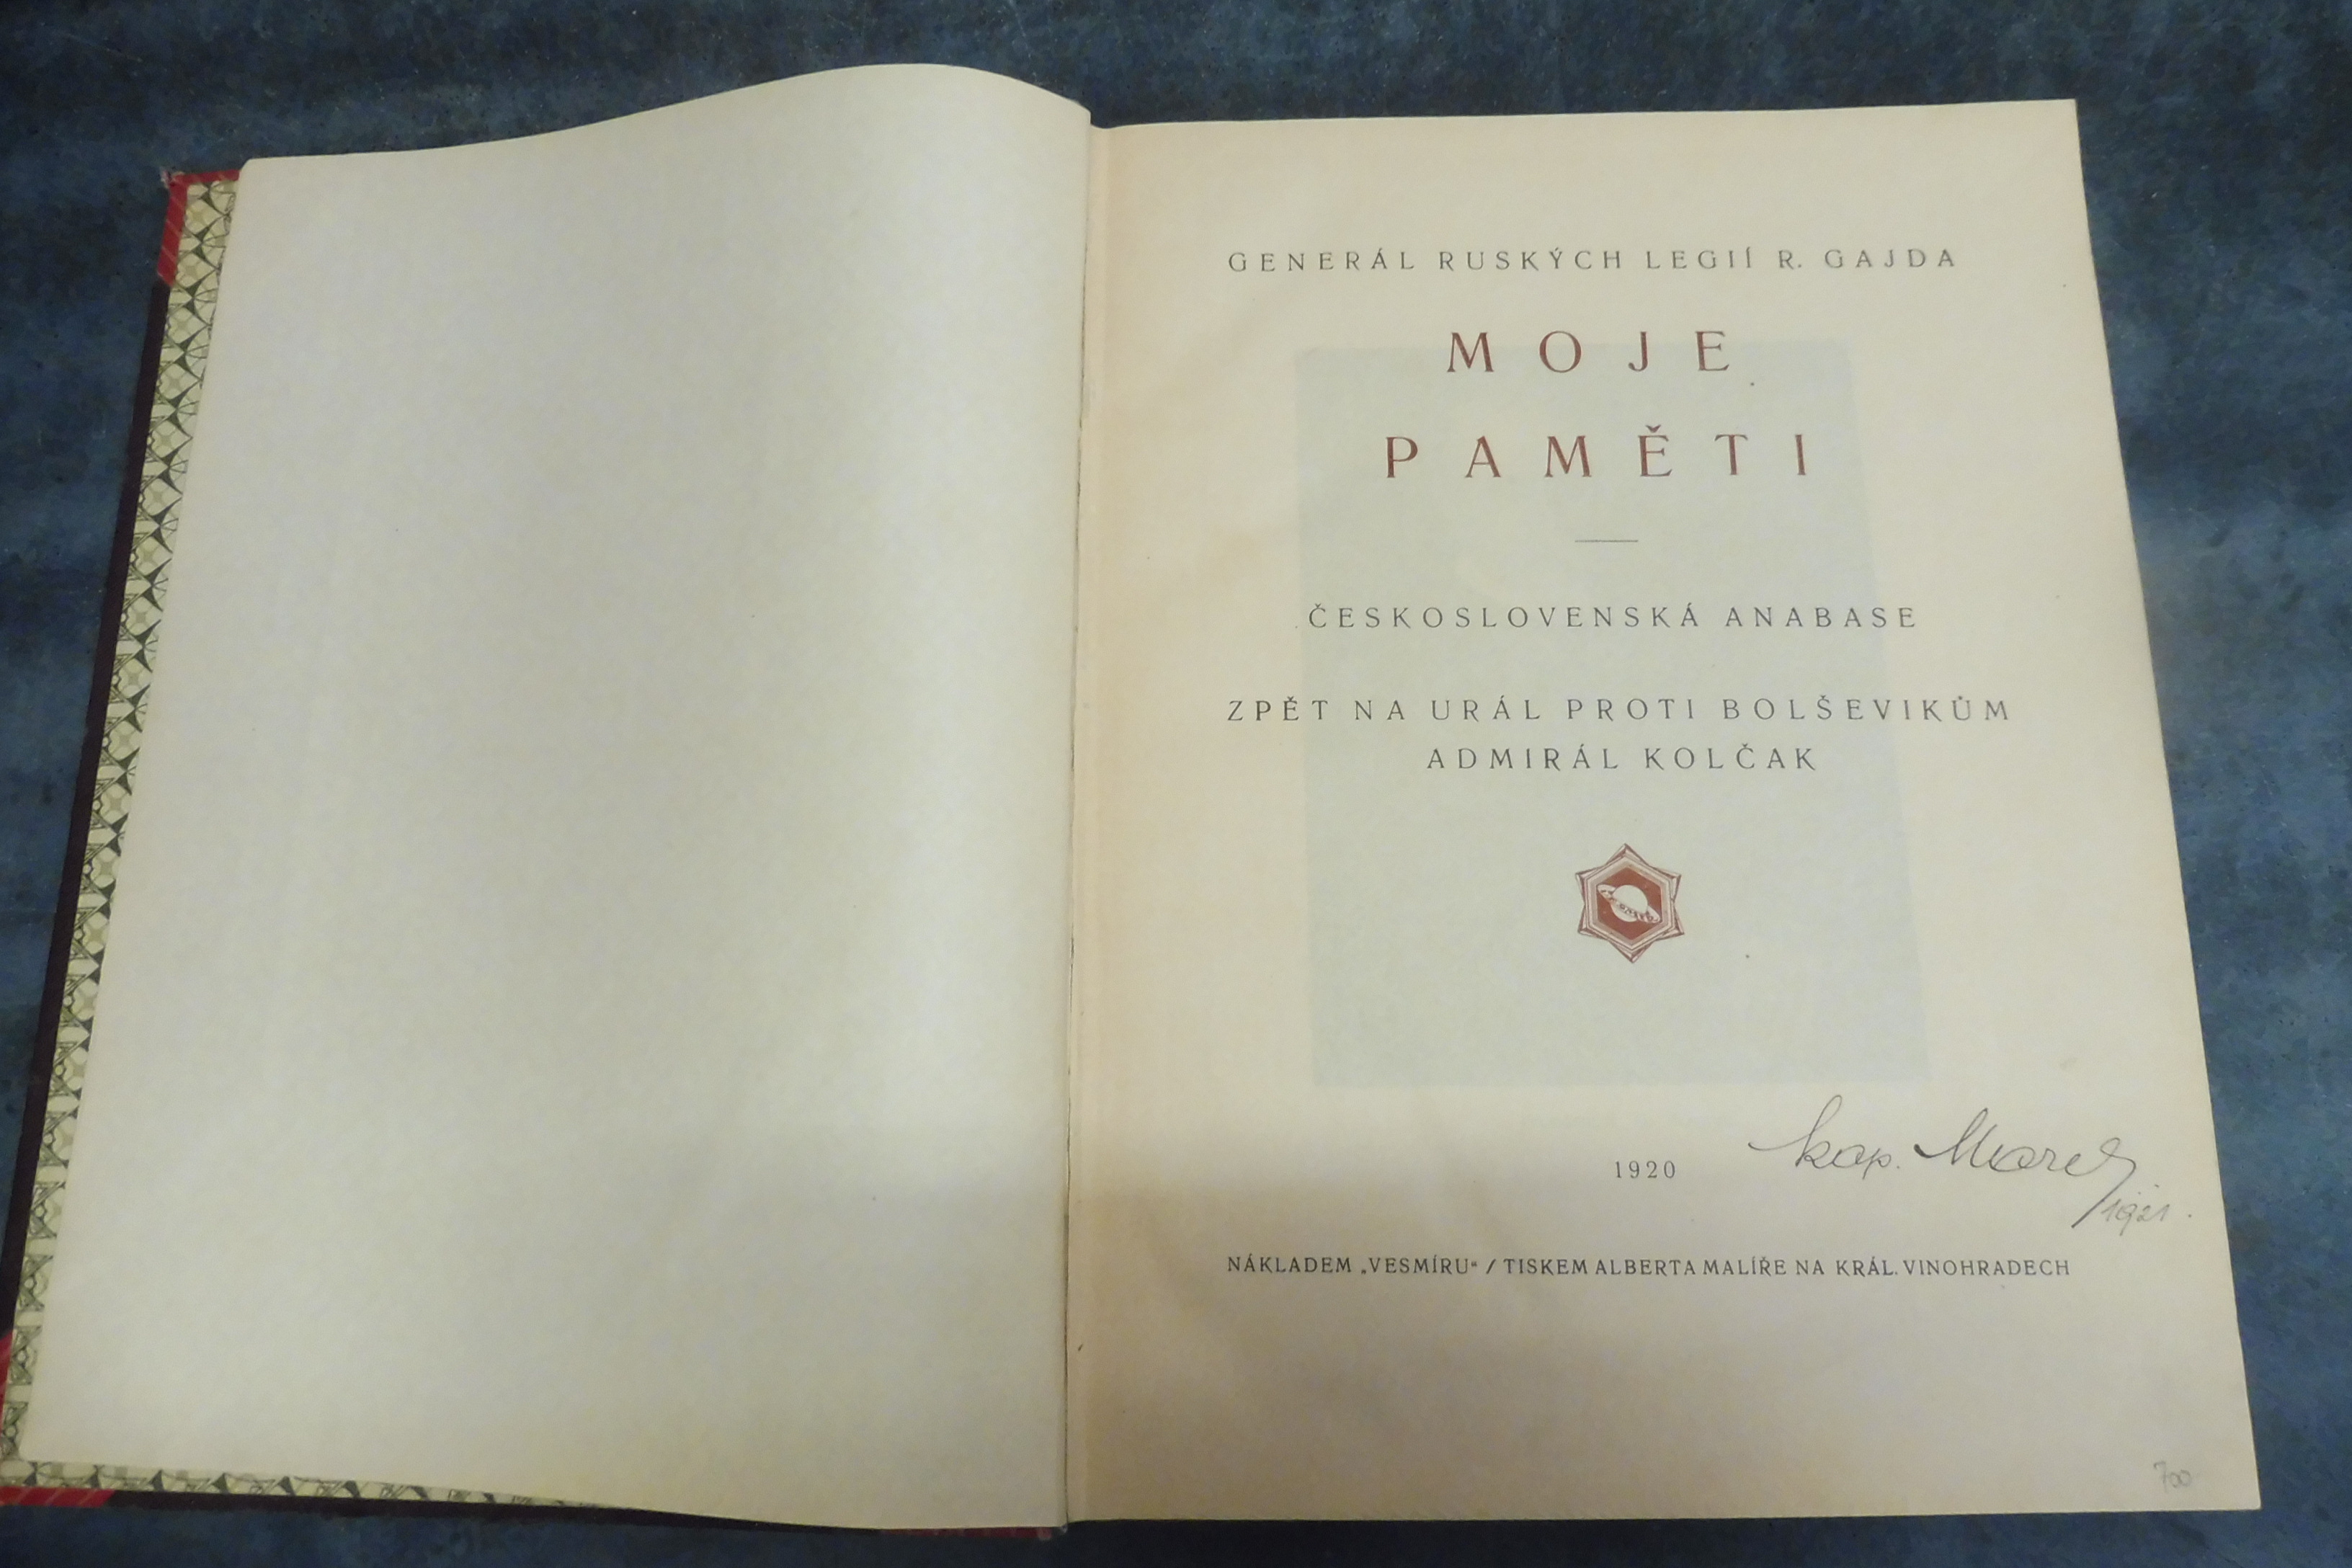 GENERÁL RUSKÝCH LEGIÍ R. GAJDA
MOJE
PAMĚTI
ČESKOSLOVENSKÁ ANABASE
ZPĚT NA URÁL PROTI BOLŠEVIKŮM
ADMIRÁL KOLČAK
1920
kap.
1921.
NÁKLADEM „VESMÍRU“ / TISKEM ALBERTA MALÍŘE NA KRÁL. VINOHRADECH
700